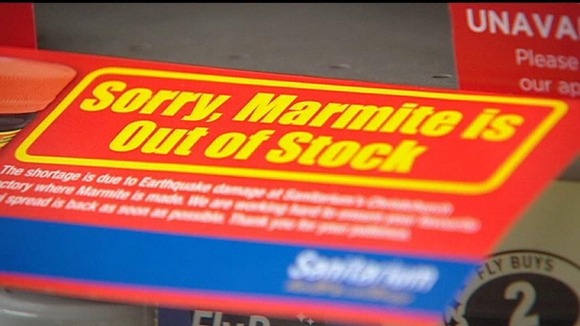 UNAVA
Please
our ap
Sorry, Marmite is
Out of Stock
The shortage is due to Earthquake damage at Sanitarium's Christchurch
actory where Marmite is made. We are working hard to ensure your favourite
spread is back as soon as possible. Thank you for your patience.
Sanitarium
FLY BUYS
2